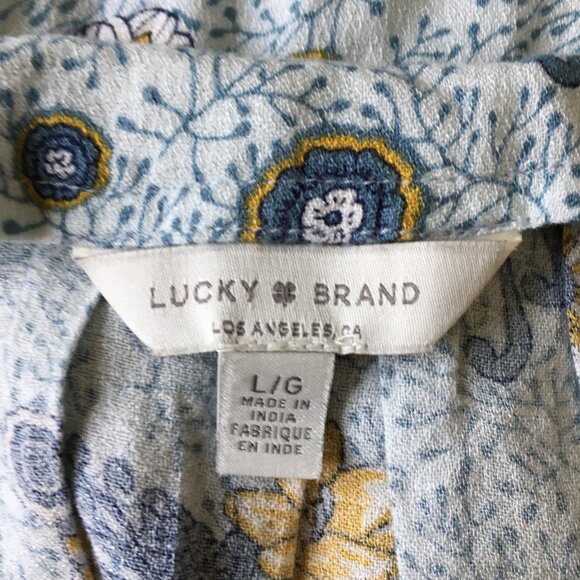 LUCKY BRAND
LOS ANGELES, CA
L/G
MADE IN
INDIA
FABRIQUE
EN INDE